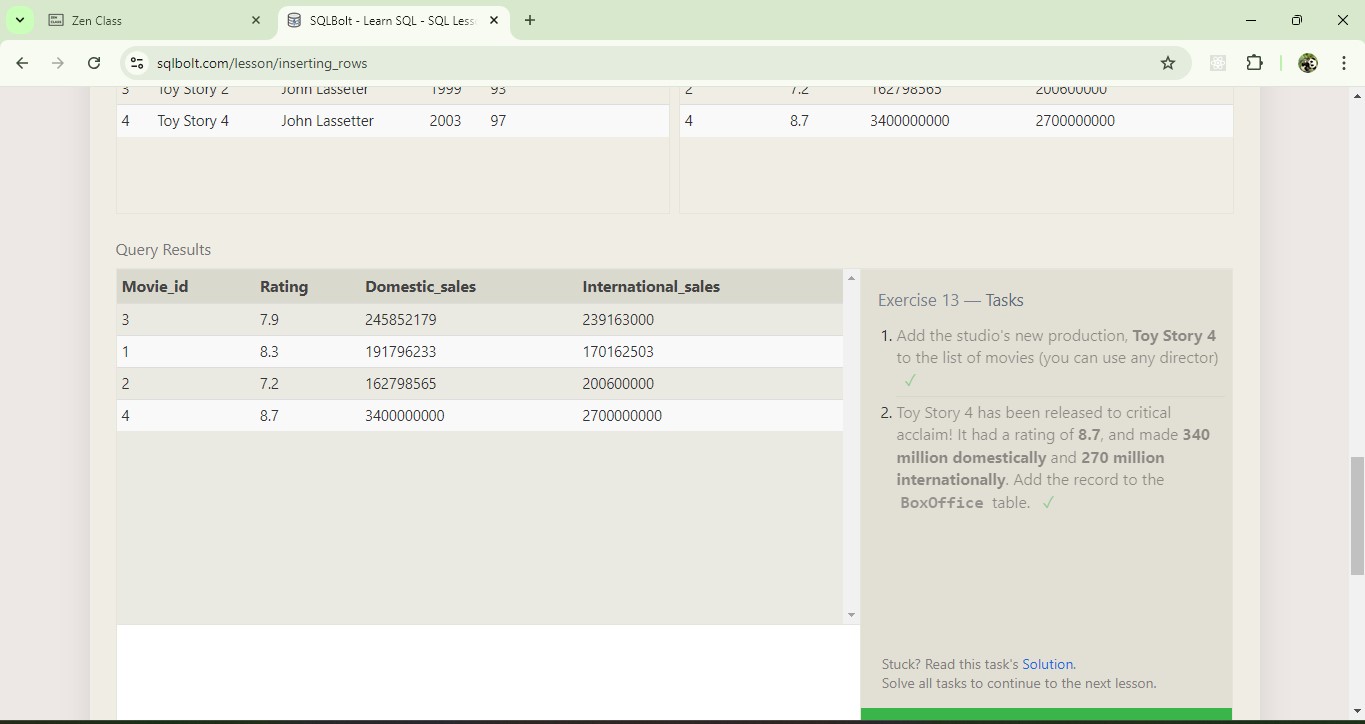 Zen Class
SQLBolt - Learn SQL - SQL Less
sqlbolt.com/lesson/inserting_rows
3 Toy Story 2 John Lasseter 1999 93
2 7.2 162798565 200600000
4 Toy Story 4 John Lassetter 2003 97
4 8.7 3400000000 2700000000
Query Results
Movie_id Rating Domestic_sales International_sales
3 7.9 245852179 239163000
1 8.3 191796233 170162503
2 7.2 162798565 200600000
4 8.7 3400000000 2700000000
Exercise 13 — Tasks
1. Add the studio's new production, Toy Story 4
to the list of movies (you can use any director)
✓
2. Toy Story 4 has been released to critical
acclaim! It had a rating of 8.7, and made 340
million domestically and 270 million
internationally. Add the record to the
BoxOffice table. ✓
Stuck? Read this task's Solution.
Solve all tasks to continue to the next lesson.